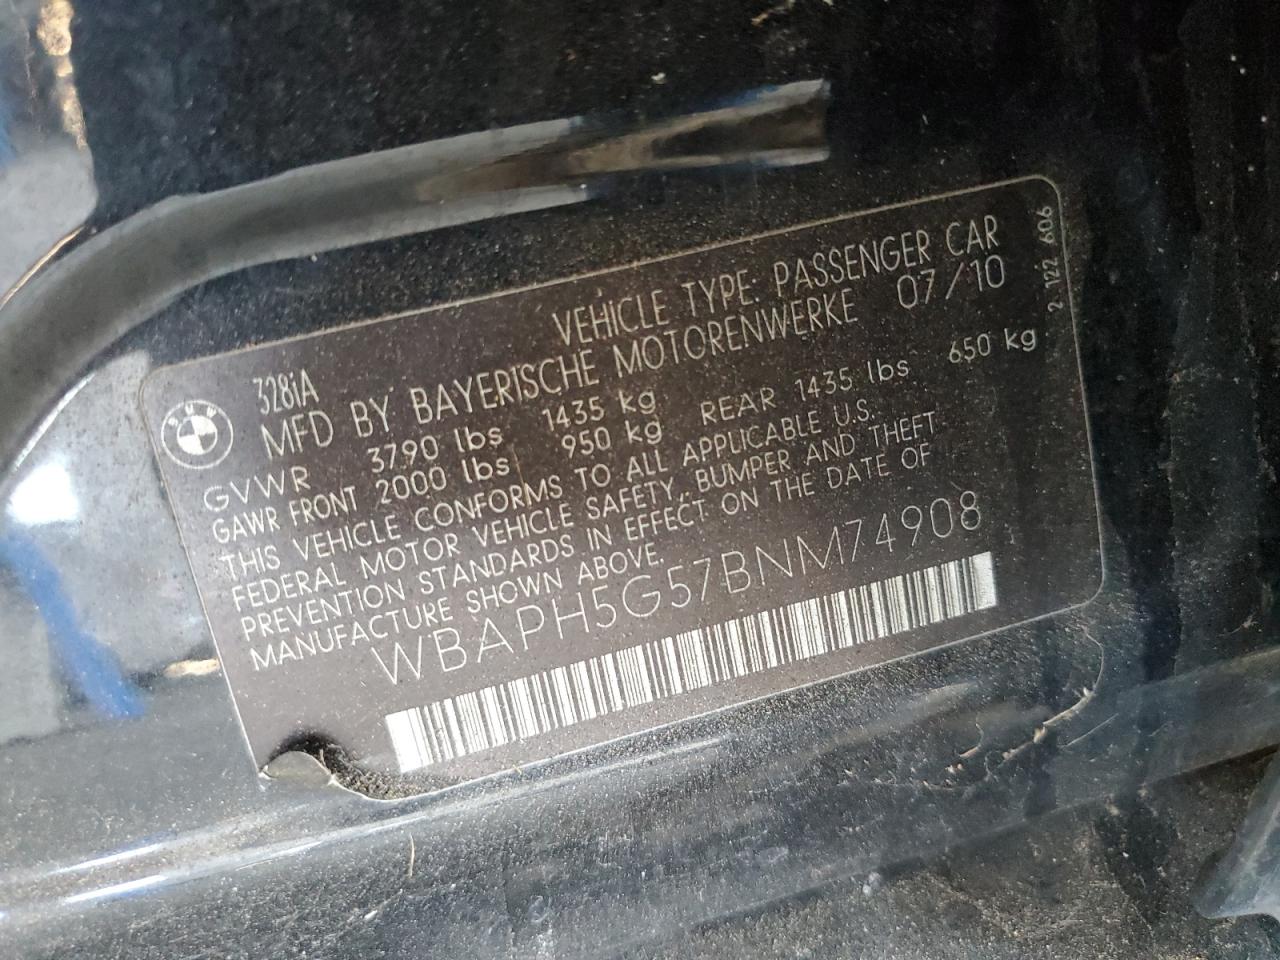 BMW
328iA
VEHICLE TYPE: PASSENGER CAR
MFD BY BAYERISCHE MOTORENWERKE 07/10
GVWR 3790 lbs 1435 kg
GAWR FRONT 2000 lbs 950 kg REAR 1435 lbs 650 kg
THIS VEHICLE CONFORMS TO ALL APPLICABLE U.S.
FEDERAL MOTOR VEHICLE SAFETY, BUMPER AND THEFT
PREVENTION STANDARDS IN EFFECT ON THE DATE OF
MANUFACTURE SHOWN ABOVE.
WBAPH5G57BNM74908
2 122 606